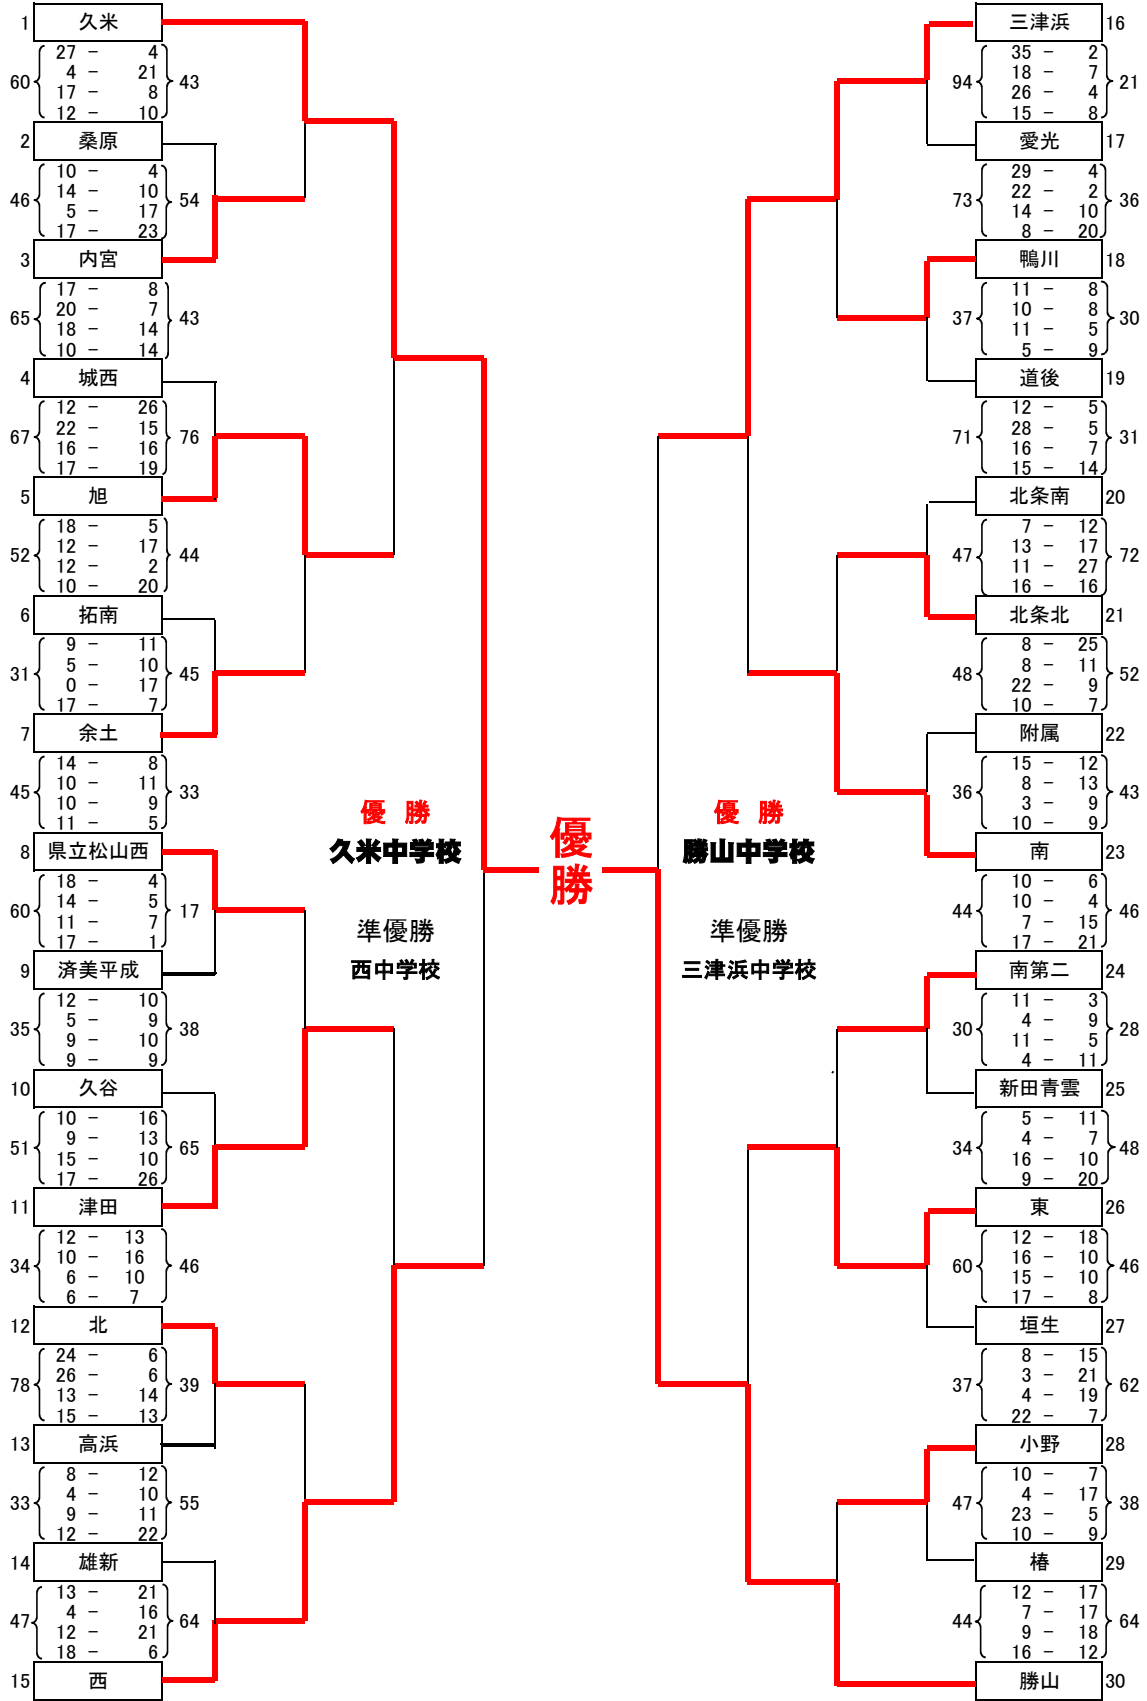 1 久米
60 27 - 4 43
4 - 21
17 - 8
12 - 10
2 桑原
46 10 - 4 54
14 - 10
5 - 17
17 - 23
3 内宮
65 17 - 8 43
20 - 7
18 - 14
10 - 14
4 城西
67 12 - 26 76
22 - 15
16 - 16
17 - 19
5 旭
52 18 - 5 44
12 - 17
12 - 2
10 - 20
6 拓南
31 9 - 11 45
5 - 10
0 - 17
17 - 7
7 余土
45 14 - 8 33
10 - 11
10 - 9
11 - 5
8 県立松山西
60 18 - 4 17
14 - 5
11 - 7
17 - 1
9 済美平成
35 12 - 10 38
5 - 9
9 - 10
9 - 9
10 久谷
51 10 - 16 65
9 - 13
15 - 10
17 - 26
11 津田
34 12 - 13 46
10 - 16
6 - 10
6 - 7
12 北
78 24 - 6 39
26 - 6
13 - 14
15 - 13
13 高浜
33 8 - 12 55
4 - 10
9 - 11
12 - 22
14 雄新
47 13 - 21 64
4 - 16
12 - 21
18 - 6
15 西
優 勝
久米中学校
準優勝
西中学校
優勝
優 勝
勝山中学校
準優勝
三津浜中学校
三津浜 16
94 35 - 2 21
18 - 7
26 - 4
15 - 8
愛光 17
73 29 - 4 36
22 - 2
14 - 10
8 - 20
鴨川 18
37 11 - 8 30
10 - 8
11 - 5
5 - 9
道後 19
71 12 - 5 31
28 - 5
16 - 7
15 - 14
北条南 20
47 7 - 12 72
13 - 17
11 - 27
16 - 16
北条北 21
48 8 - 25 52
8 - 11
22 - 9
10 - 7
附属 22
36 15 - 12 43
8 - 13
3 - 9
10 - 9
南 23
44 10 - 6 46
10 - 4
7 - 15
17 - 21
南第二 24
30 11 - 3 28
4 - 9
11 - 5
4 - 11
新田青雲 25
34 5 - 11 48
4 - 7
16 - 10
9 - 20
東 26
60 12 - 18 46
16 - 10
15 - 10
17 - 8
垣生 27
37 8 - 15 62
3 - 21
4 - 19
22 - 7
小野 28
47 10 - 7 38
4 - 17
23 - 5
10 - 9
椿 29
44 12 - 17 64
7 - 17
9 - 18
16 - 12
勝山 30